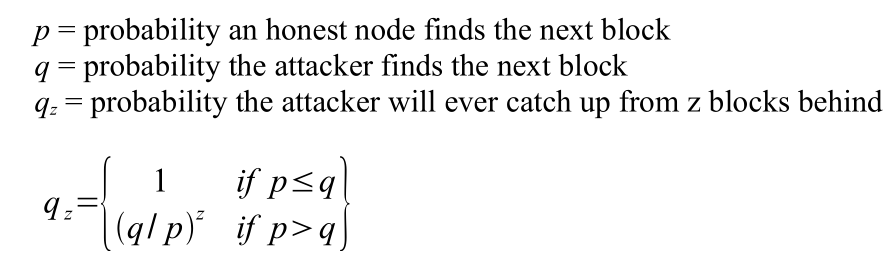 p = probability an honest node finds the next block
q = probability the attacker finds the next block
q_z = probability the attacker will ever catch up from z blocks behind
q_z = { 1 if p ≤ q
(q/p)^z if p > q }